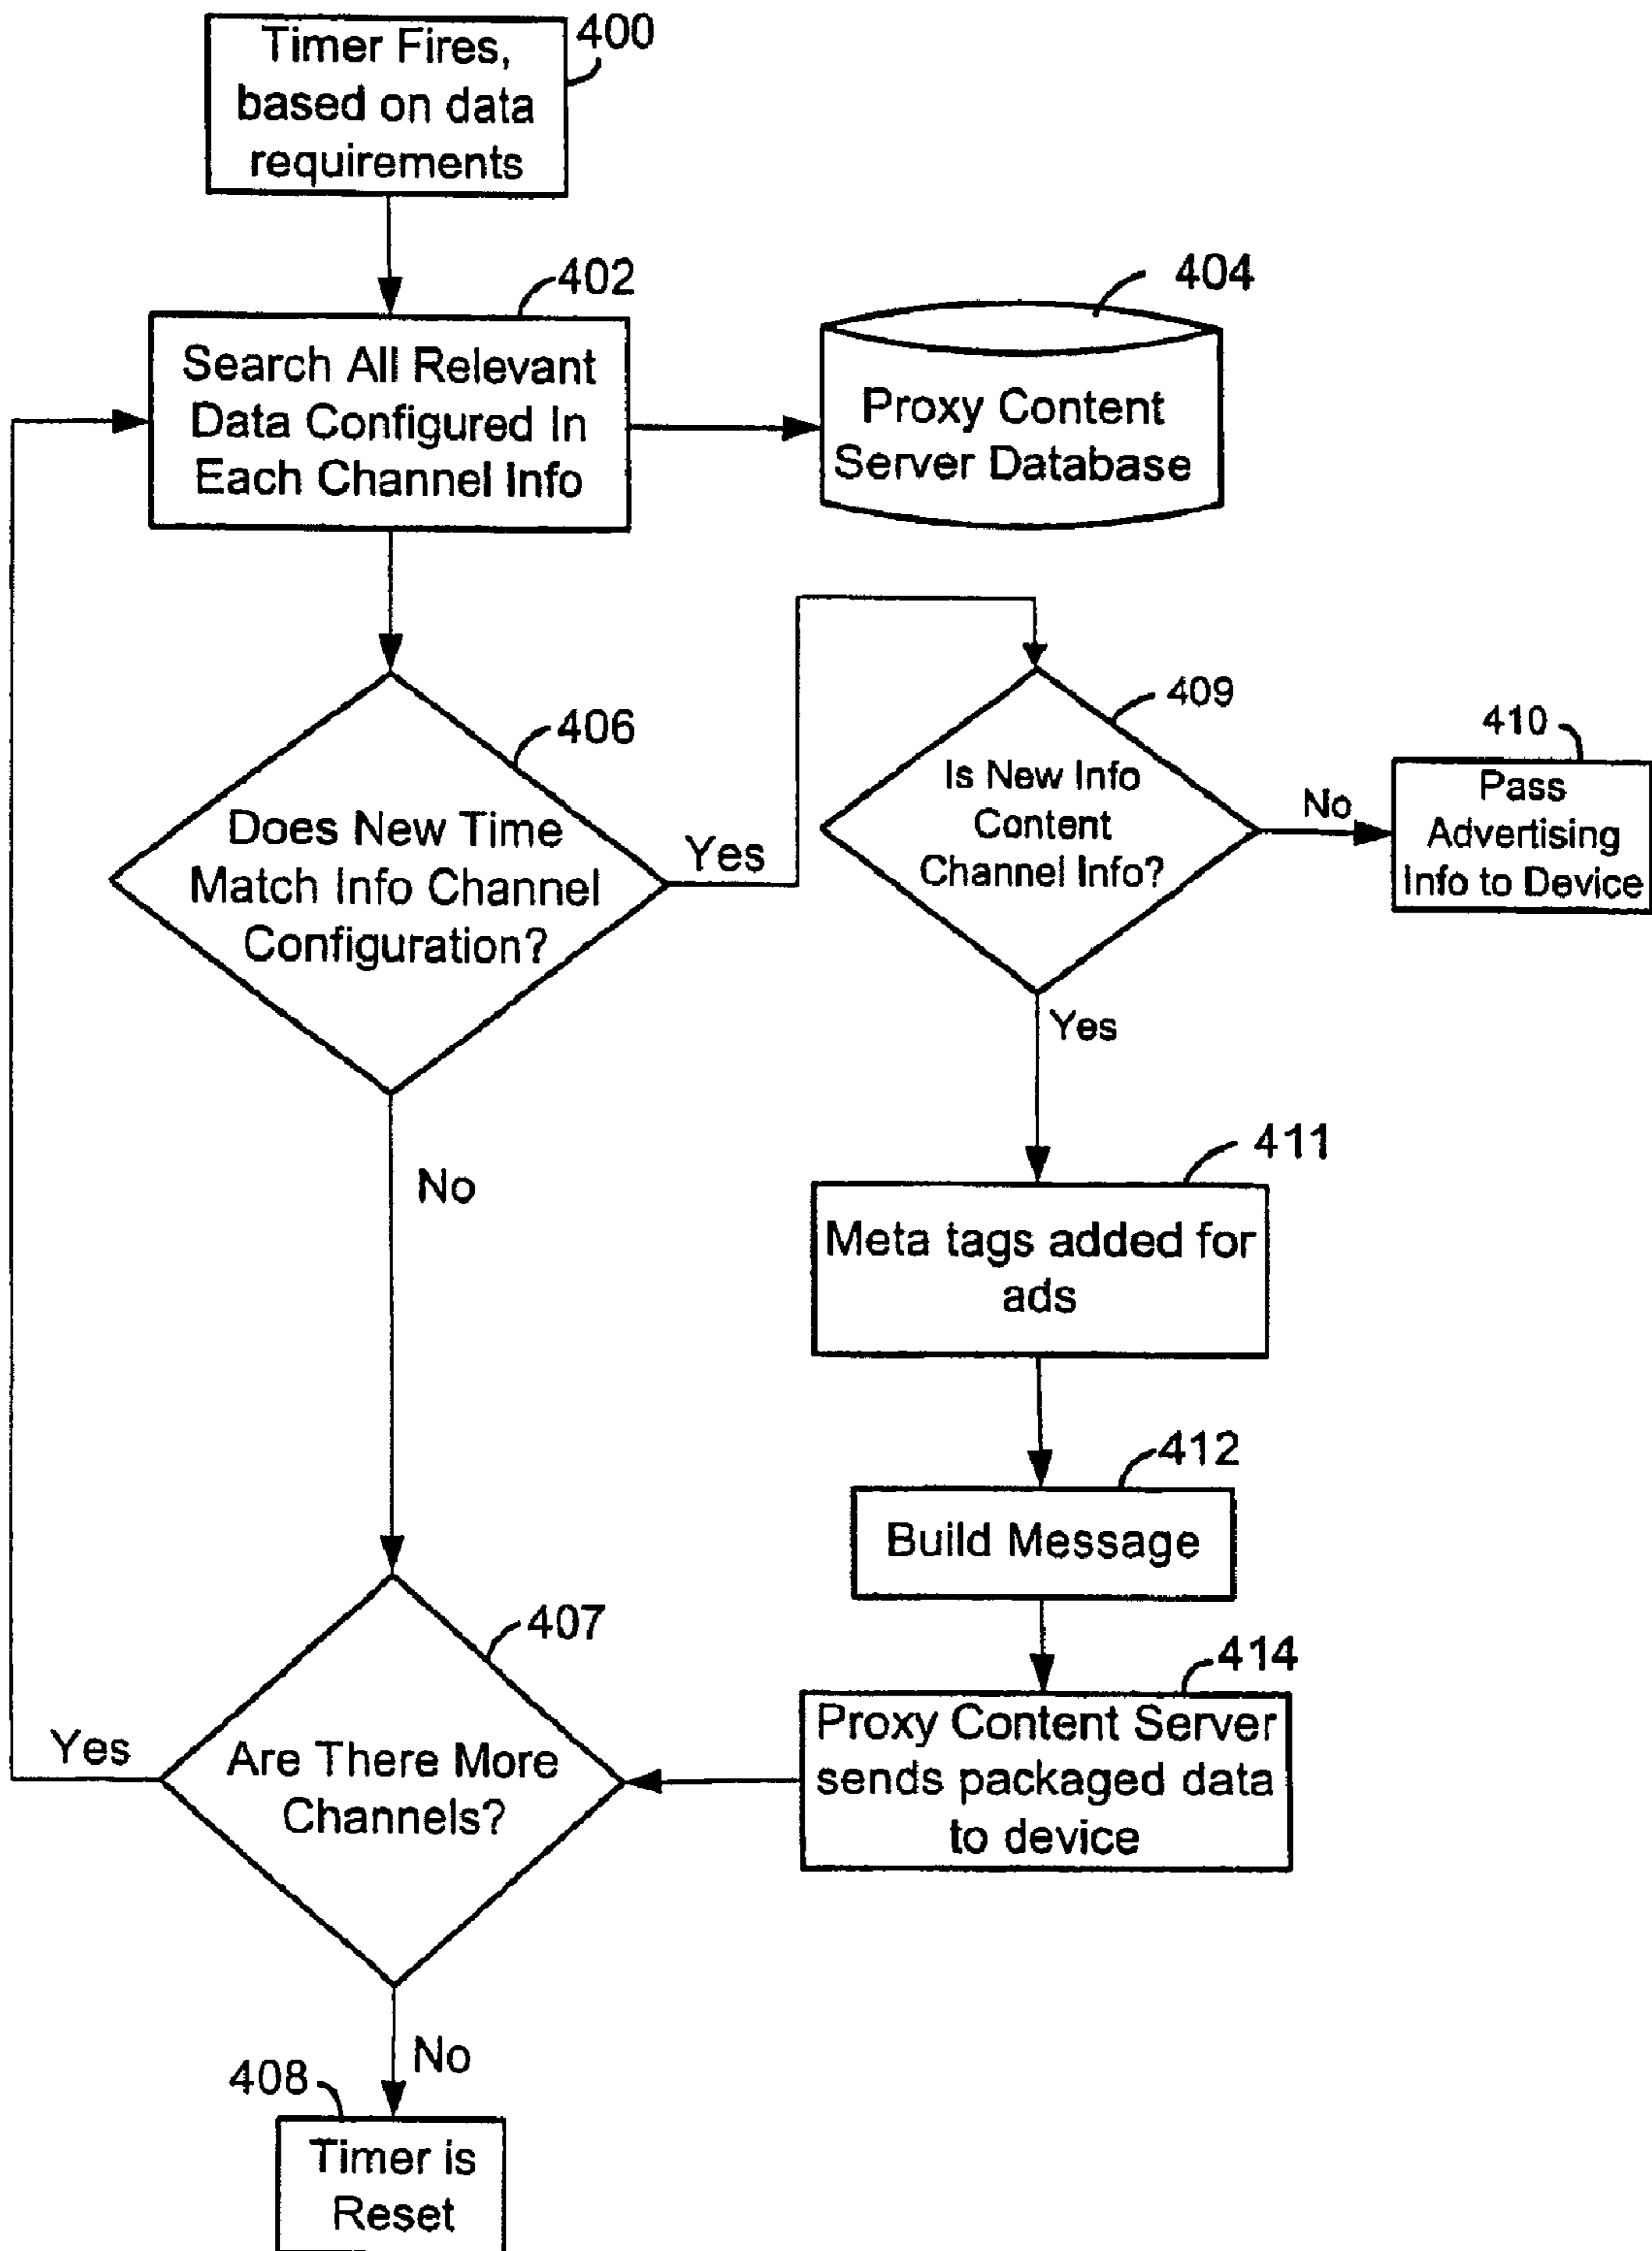 Timer Fires,
based on data
requirements
400
402
Search All Relevant
Data Configured In
Each Channel Info
404
Proxy Content
Server Database
406
Does New Time
Match Info Channel
Configuration?
Yes
No
409
Is New Info
Content
Channel Info?
No
Yes
410
Pass
Advertising
Info to Device
411
Meta tags added for
ads
412
Build Message
414
Proxy Content Server
sends packaged data
to device
407
Are There More
Channels?
Yes
No
408
Timer is
Reset